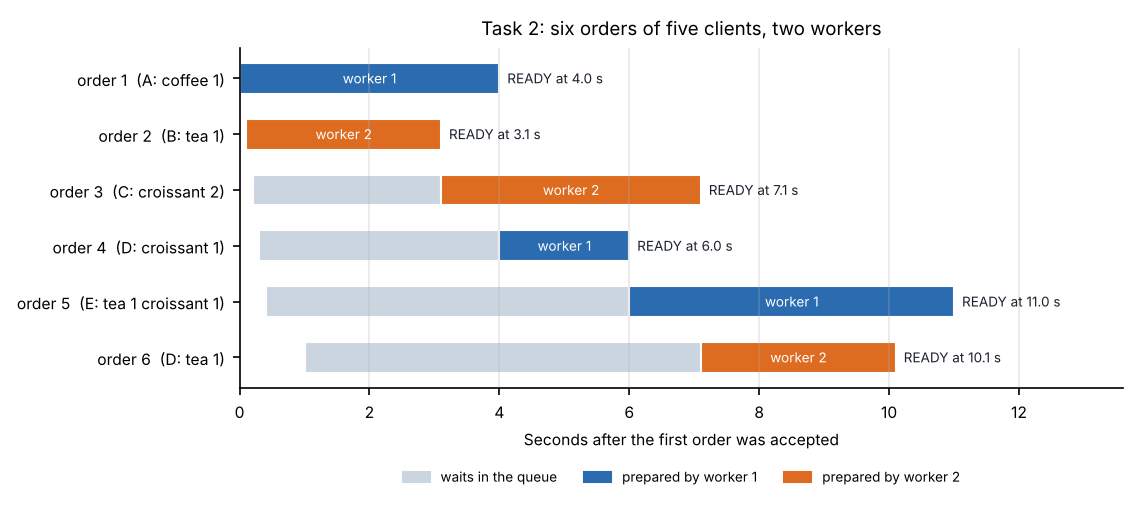 Task 2: six orders of five clients, two workers
order 1  (A: coffee 1)
worker 1
READY at 4.0 s
order 2  (B: tea 1)
worker 2
READY at 3.1 s
order 3  (C: croissant 2)
worker 2
READY at 7.1 s
order 4  (D: croissant 1)
worker 1
READY at 6.0 s
order 5  (E: tea 1 croissant 1)
worker 1
READY at 11.0 s
order 6  (D: tea 1)
worker 2
READY at 10.1 s
0 2 4 6 8 10 12
Seconds after the first order was accepted
waits in the queue prepared by worker 1 prepared by worker 2